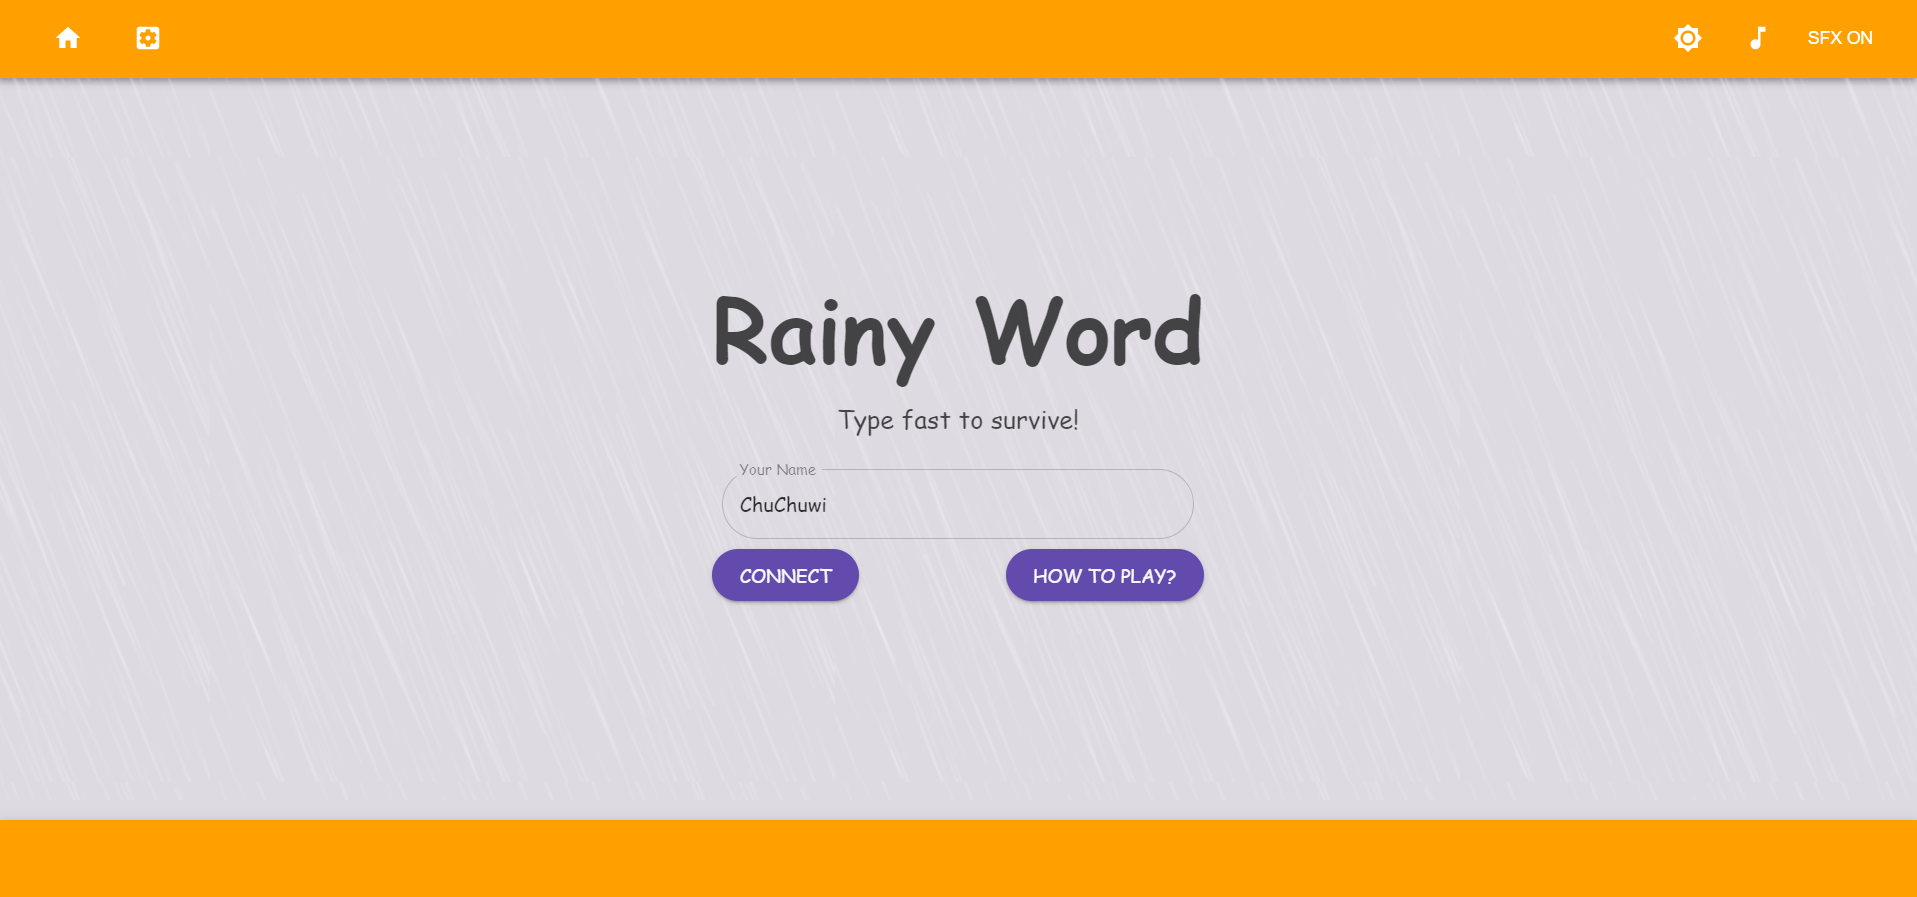 SFX ON
Rainy Word
Type fast to survive!
Your Name
ChuChuwi
CONNECT
HOW TO PLAY?